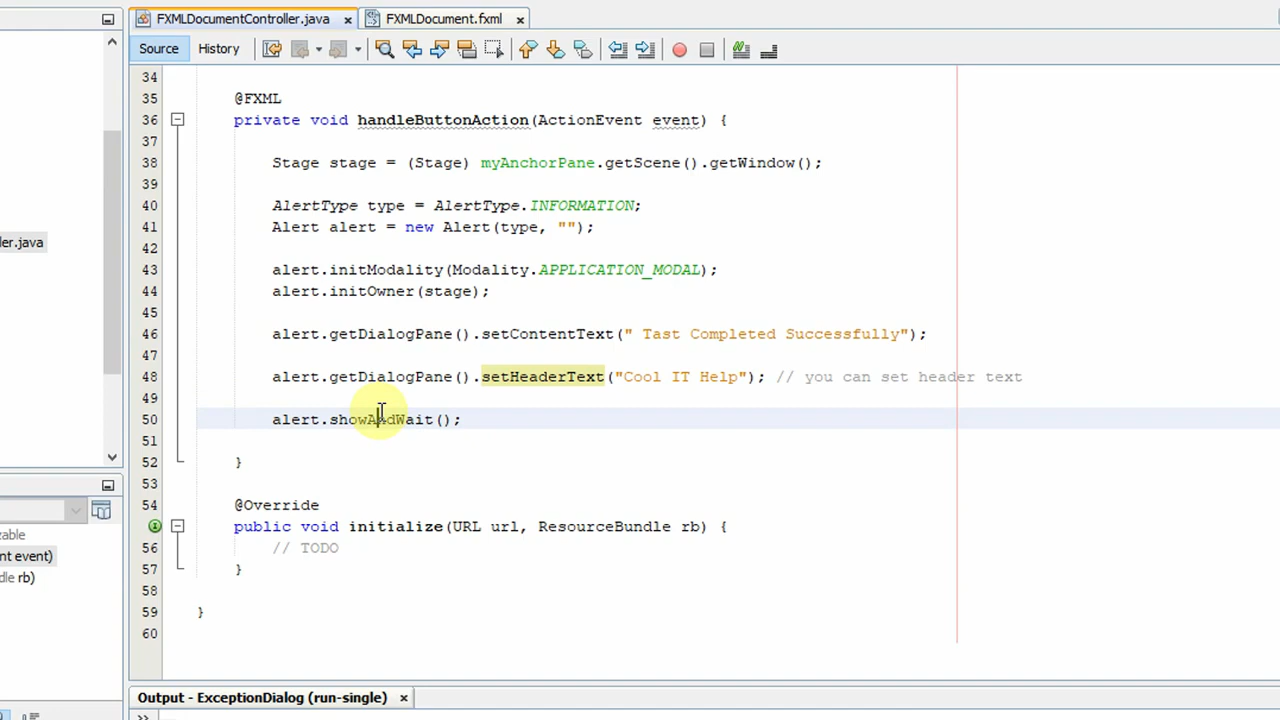 FXMLDocumentController.java × FXMLDocument.fxml ×
Source History
34
35 @FXML
36 private void handleButtonAction(ActionEvent event) {
37
38 Stage stage = (Stage) myAnchorPane.getScene().getWindow();
39
40 AlertType type = AlertType.INFORMATION;
41 Alert alert = new Alert(type, "");
42
43 alert.initModality(Modality.APPLICATION_MODAL);
44 alert.initOwner(stage);
45
46 alert.getDialogPane().setContentText(" Tast Completed Successfully");
47
48 alert.getDialogPane().setHeaderText("Cool IT Help"); // you can set header text
49
50 alert.showAndWait();
51
52 }
53
54 @Override
public void initialize(URL url, ResourceBundle rb) {
56 // TODO
57 }
58
59 }
60
ler.java
zable
nt event)
dle rb)
Output - ExceptionDialog (run-single) ×